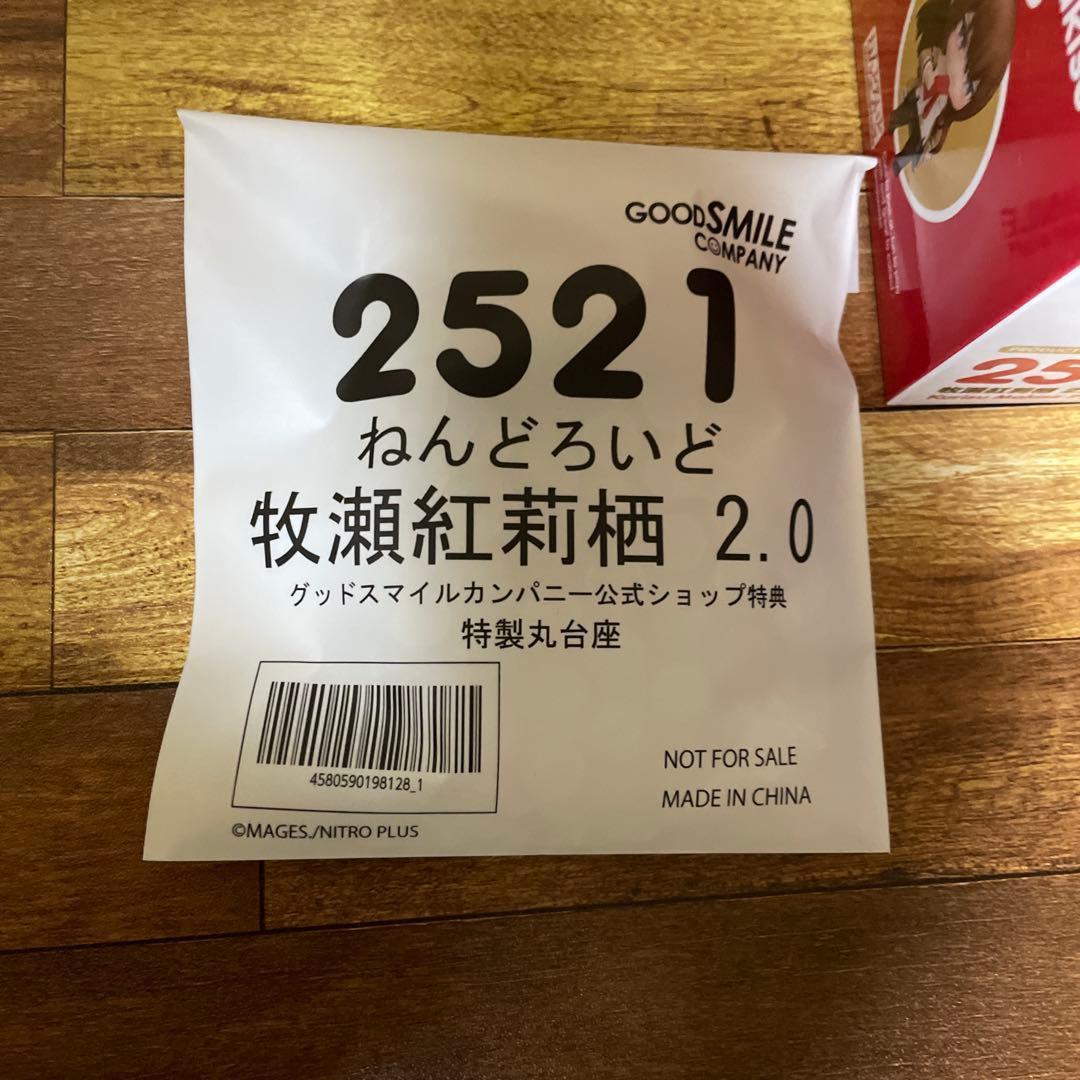 GOODSMILE
COMPANY
2521
ねんどろいど
牧瀬紅莉栖 2.0
グッドスマイルカンパニー公式ショップ特典
特製丸台座
4580590198128_1
©MAGES./NITRO PLUS
NOT FOR SALE
MADE IN CHINA